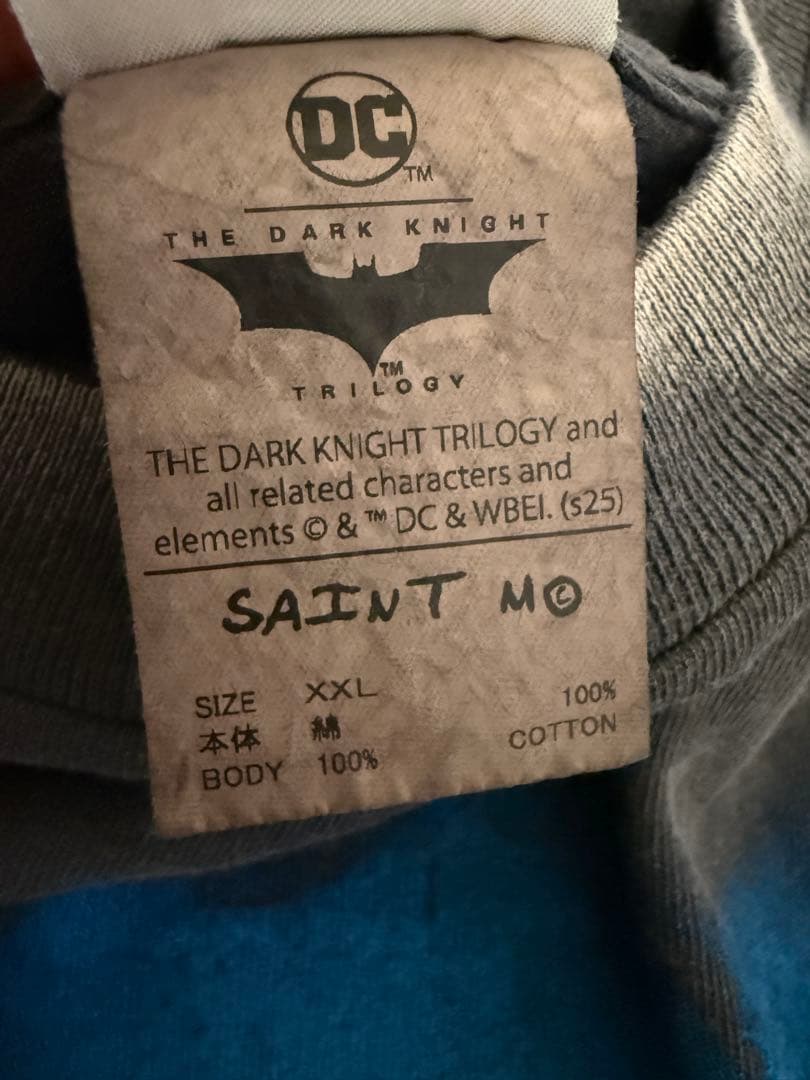 DC
TM
THE DARK KNIGHT
TM
TRILOGY
THE DARK KNIGHT TRILOGY and
all related characters and
elements © & ™ DC & WBEI. (s25)
SAINT M©
SIZE XXL
本体 綿
BODY 100%
100%
COTTON